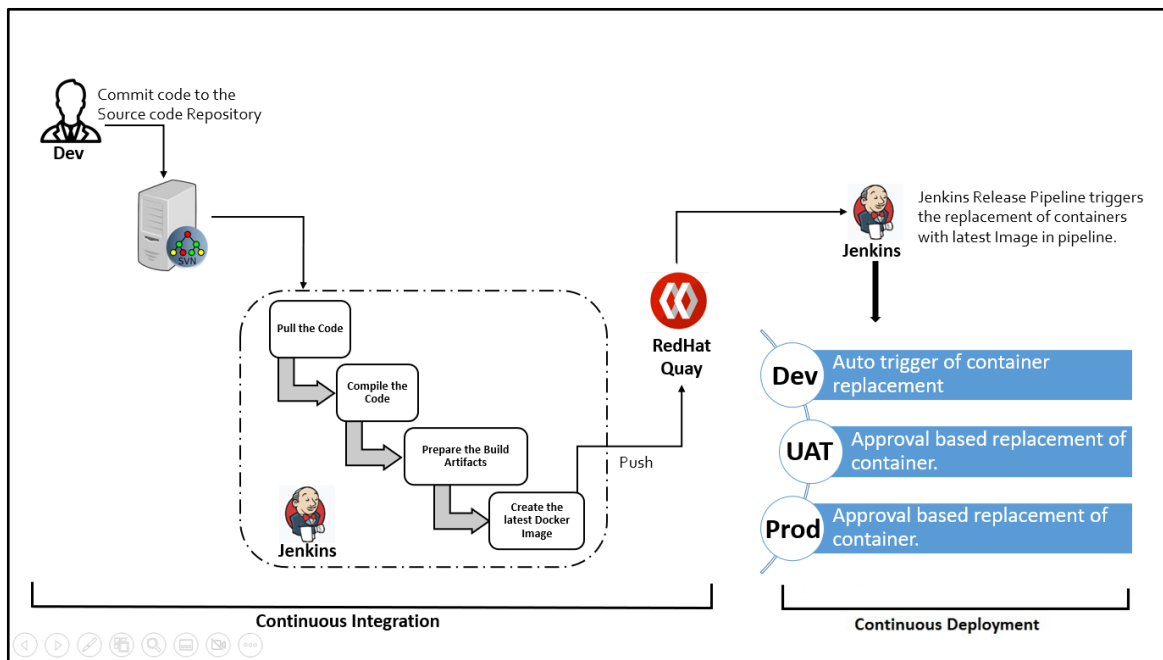 Commit code to the
Source code Repository
Dev
SVN
Pull the Code
Compile the
Code
Prepare the Build
Artifacts
Create the
latest Docker
Image
Jenkins
Push
RedHat
Quay
Jenkins
Jenkins Release Pipeline triggers
the replacement of containers
with latest Image in pipeline.
Dev
Auto trigger of container
replacement
UAT
Approval based replacement of
container.
Prod
Approval based replacement of
container.
Continuous Integration
Continuous Deployment